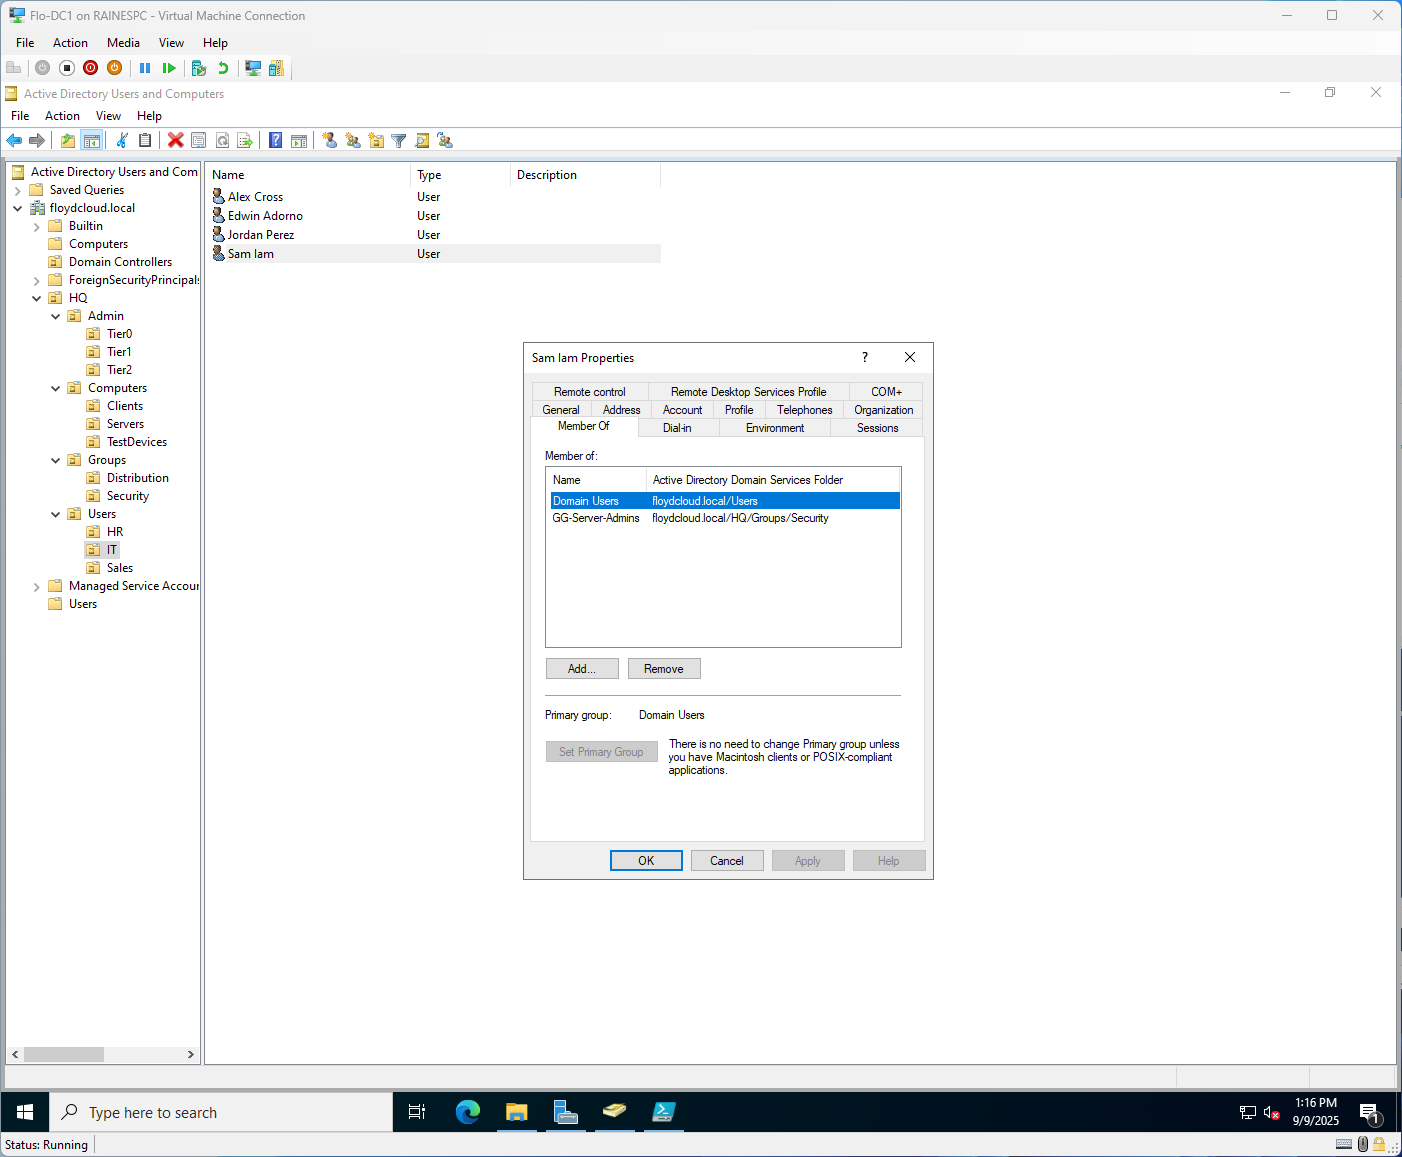 Flo-DC1 on RAINESPC - Virtual Machine Connection
File Action Media View Help
Active Directory Users and Computers
File Action View Help
Active Directory Users and Com
Saved Queries
floydcloud.local
Builtin
Computers
Domain Controllers
ForeignSecurityPrincipals
HQ
Admin
Tier0
Tier1
Tier2
Computers
Clients
Servers
TestDevices
Groups
Distribution
Security
Users
HR
IT
Sales
Managed Service Accour
Users
Name Type Description
Alex Cross User
Edwin Adorno User
Jordan Perez User
Sam Iam User
Sam Iam Properties ?
Remote control Remote Desktop Services Profile COM+
General Address Account Profile Telephones Organization
Member Of Dial-in Environment Sessions
Member of:
Name Active Directory Domain Services Folder
Domain Users floydcloud.local/Users
GG-Server-Admins floydcloud.local/HQ/Groups/Security
Add... Remove
Primary group: Domain Users
Set Primary Group
There is no need to change Primary group unless
you have Macintosh clients or POSIX-compliant
applications.
OK Cancel Apply Help
Type here to search
1:16 PM
9/9/2025
1
Status: Running